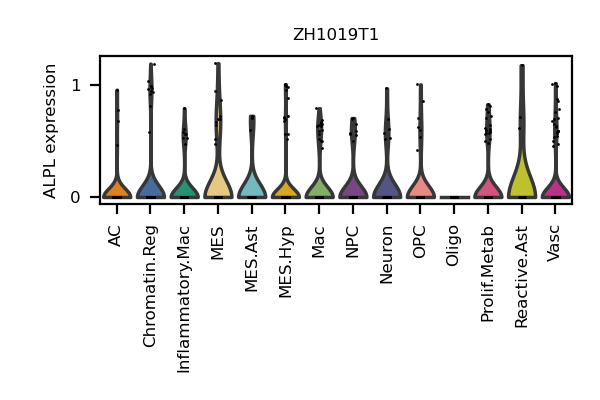 ZH1019T1
ALPL expression
1
0
AC
Chromatin.Reg
Inflammatory.Mac
MES
MES.Ast
MES.Hyp
Mac
NPC
Neuron
OPC
Oligo
Prolif.Metab
Reactive.Ast
Vasc